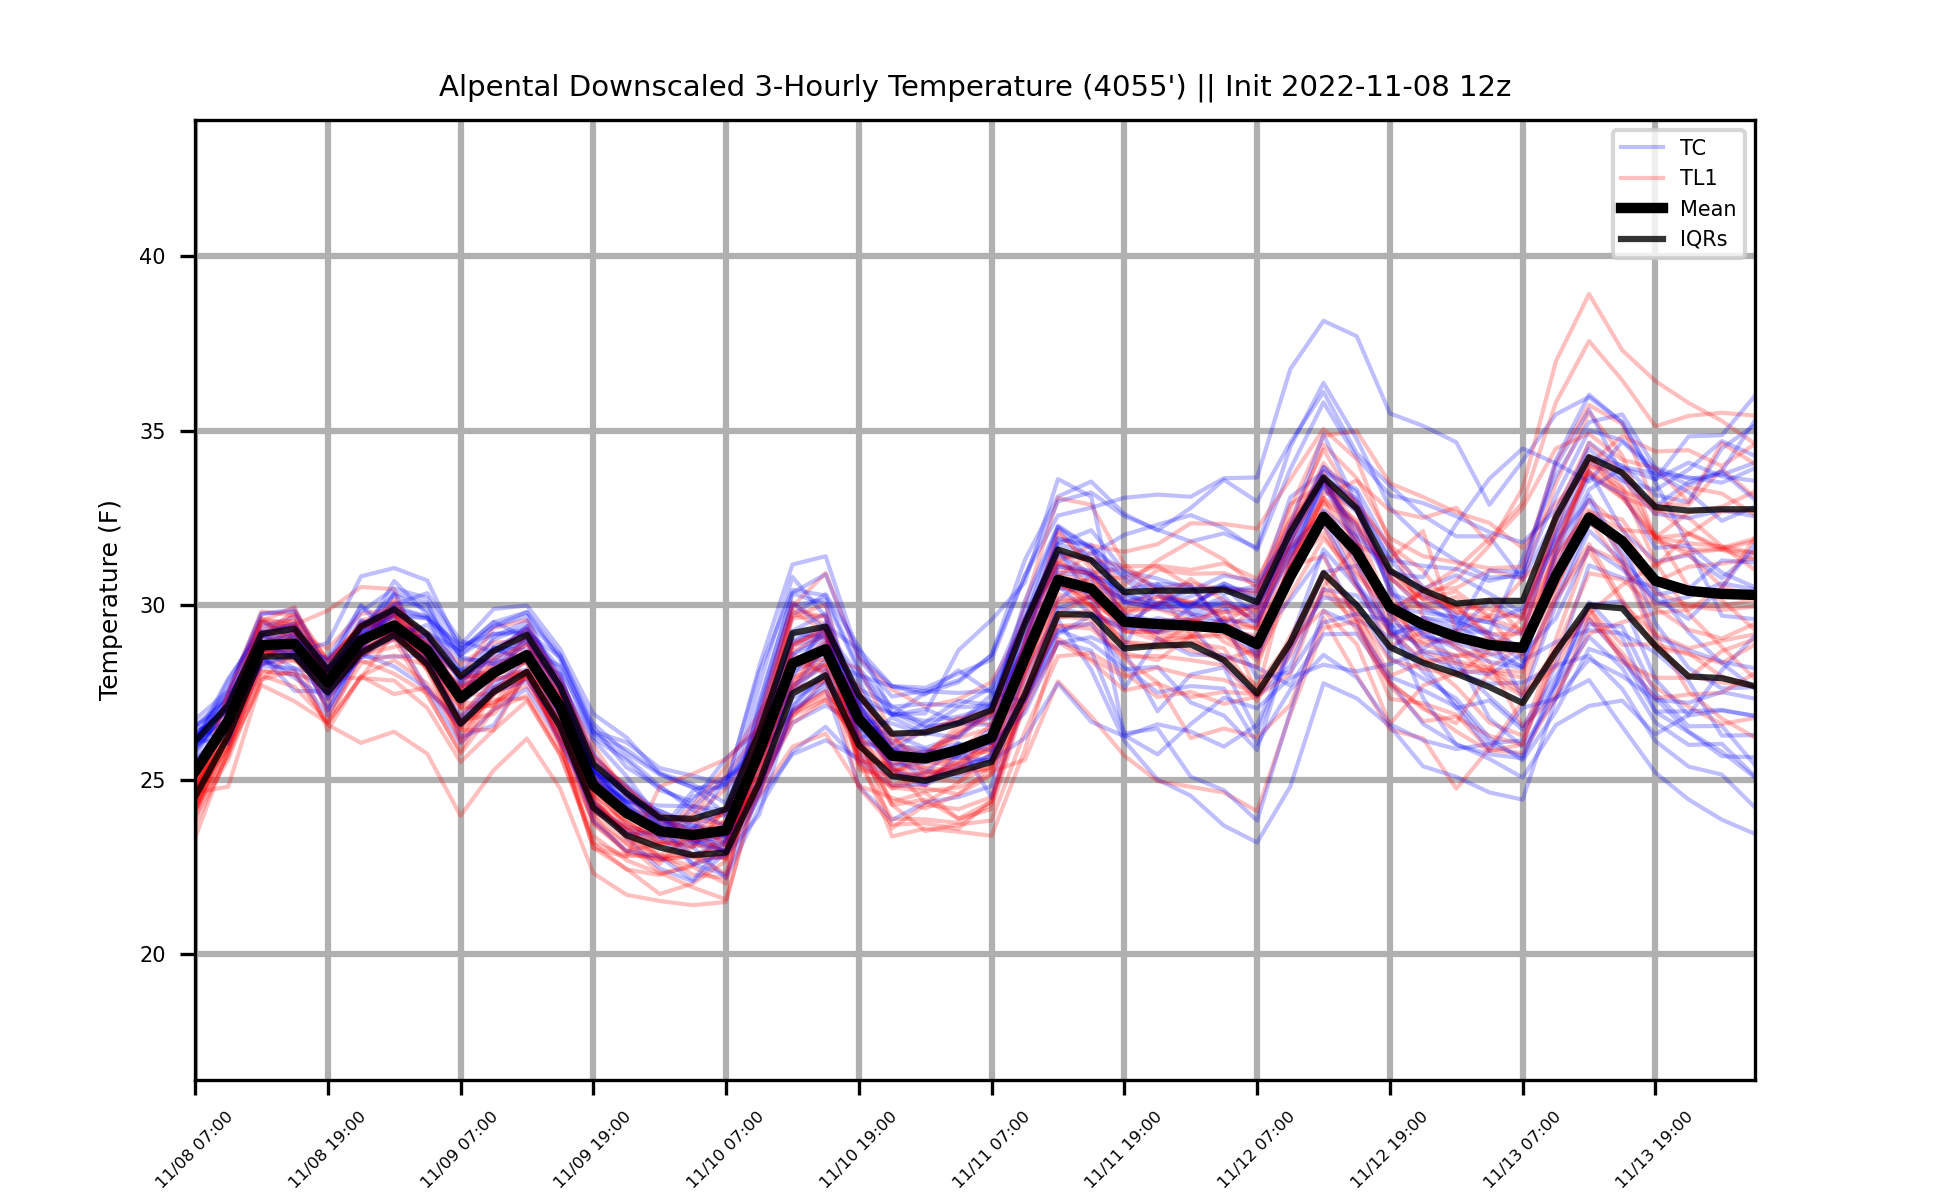 Alpental Downscaled 3-Hourly Temperature (4055') || Init 2022-11-08 12z
TC
TL1
Mean
IQRs
Temperature (F)
40
35
30
25
20
11/08 07:00
11/08 19:00
11/09 07:00
11/09 19:00
11/10 07:00
11/10 19:00
11/11 07:00
11/11 19:00
11/12 07:00
11/12 19:00
11/13 07:00
11/13 19:00